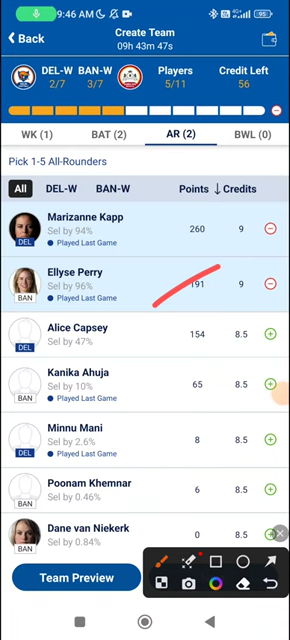 9:46 AM
4G+
95
Back
Create Team
09h 43m 47s
DEL-W
BAN-W
Players
Credit Left
2/7
3/7
5/11
56
WK (1)
BAT (2)
AR (2)
BWL (0)
Pick 1-5 All-Rounders
All
DEL-W
BAN-W
Points
Credits
Marizanne Kapp
Sel by 94%
Played Last Game
DEL
260
9
Ellyse Perry
Sel by 96%
Played Last Game
BAN
191
9
Alice Capsey
Sel by 47%
DEL
154
8.5
Kanika Ahuja
Sel by 10%
Played Last Game
BAN
65
8.5
Minnu Mani
Sel by 2.6%
Played Last Game
DEL
8
8.5
Poonam Khemnar
Sel by 0.46%
BAN
6
8.5
Dane van Niekerk
Sel by 0.84%
BAN
0
8.5
Team Preview